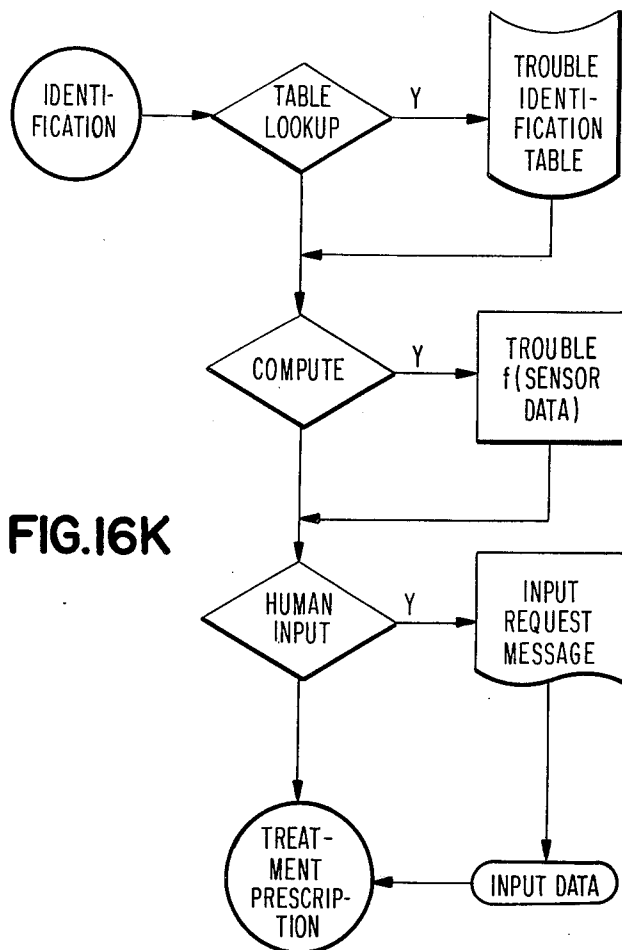 IDENTI-
FICATION
TABLE
LOOKUP
Y
TROUBLE
IDENTI-
FICATION
TABLE
COMPUTE
Y
TROUBLE
f(SENSOR
DATA)
FIG.16K
HUMAN
INPUT
Y
INPUT
REQUEST
MESSAGE
TREAT-
MENT
PRESCRIP-
TION
INPUT DATA